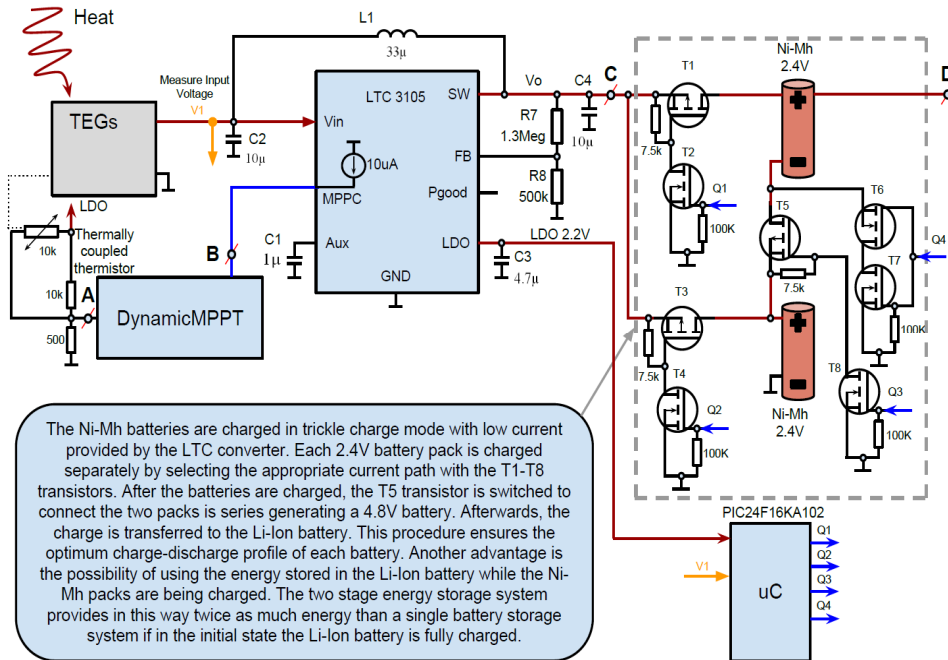 Heat
L1
33µ
Measure Input
Voltage
V1
TEGs
C2
10µ
Vin
LTC 3105
SW
Vo
C4
10µ
C
R7
1.3Meg
FB
R8
500k
10uA
MPPC
Pgood
Aux
C1
1µ
LDO
LDO 2.2V
C3
4.7µ
GND
LDO
10k
Thermally
coupled
thermistor
10k
A
500
B
DynamicMPPT
T1
7.5k
T2
Q1
100K
Ni-Mh
2.4V
D
T5
T6
T7
Q4
7.5k
100K
T3
7.5k
T4
Q2
100K
Ni-Mh
2.4V
T8
Q3
100K
The Ni-Mh batteries are charged in trickle charge mode with low current
provided by the LTC converter. Each 2.4V battery pack is charged
separately by selecting the appropriate current path with the T1-T8
transistors. After the batteries are charged, the T5 transistor is switched to
connect the two packs is series generating a 4.8V battery. Afterwards, the
charge is transferred to the Li-Ion battery. This procedure ensures the
optimum charge-discharge profile of each battery. Another advantage is
the possibility of using the energy stored in the Li-Ion battery while the Ni-
Mh packs are being charged. The two stage energy storage system
provides in this way twice as much energy than a single battery storage
system if in the initial state the Li-Ion battery is fully charged.
PIC24F16KA102
V1
uC
Q1
Q2
Q3
Q4